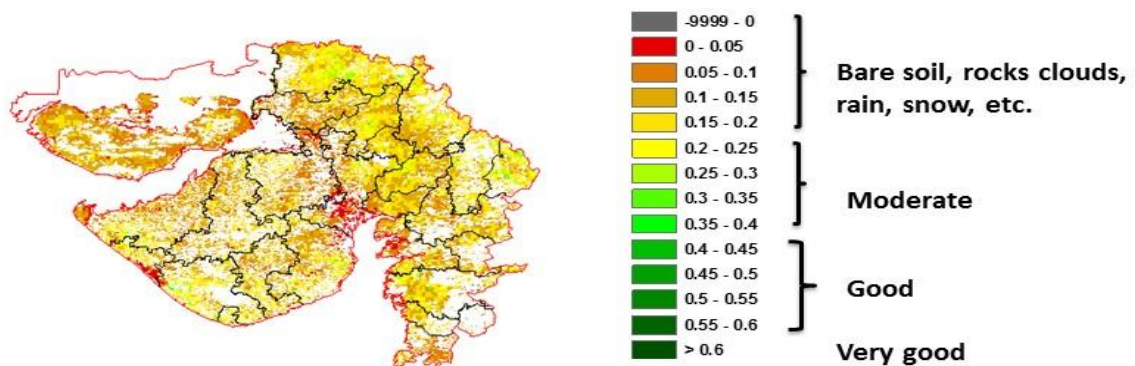 -9999 - 0
0 - 0.05
0.05 - 0.1
0.1 - 0.15
0.15 - 0.2
0.2 - 0.25
0.25 - 0.3
0.3 - 0.35
0.35 - 0.4
0.4 - 0.45
0.45 - 0.5
0.5 - 0.55
0.55 - 0.6
> 0.6
Bare soil, rocks clouds,
rain, snow, etc.
Moderate
Good
Very good